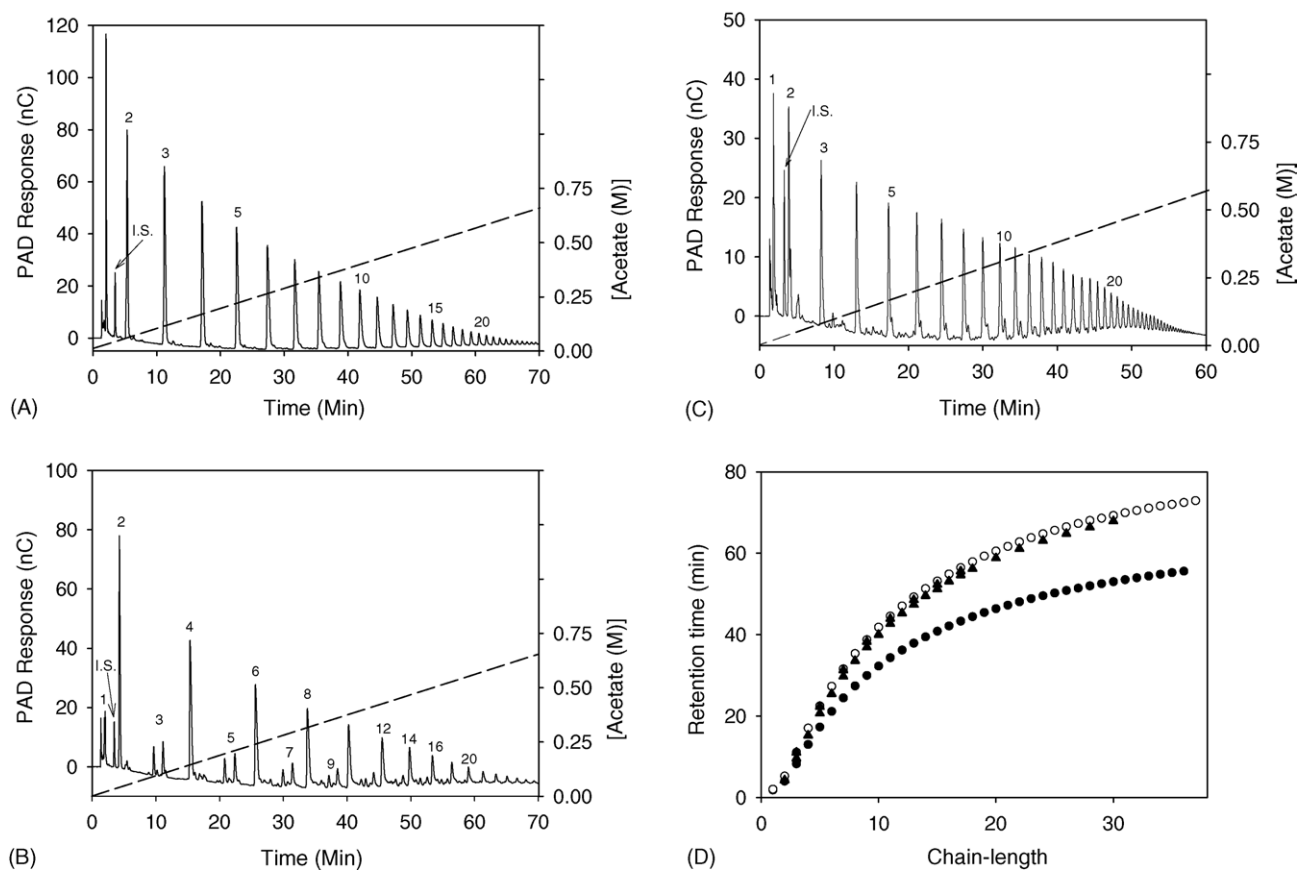 120
100
80
60
40
20
0
PAD Response (nC)
2
3
I.S.
5
10
15
20
0.75
0.50
0.25
0.00
[Acetate (M)]
0 10 20 30 40 50 60 70
(A)
Time (Min)
50
40
30
20
10
0
PAD Response (nC)
1
2
I.S.
3
5
10
20
0.75
0.50
0.25
0.00
[Acetate (M)]
0 10 20 30 40 50 60
(C)
Time (Min)
100
80
60
40
20
0
PAD Response (nC)
2
4
I.S.
1
3
6
5
8
7
9
12
14
16
20
0.75
0.50
0.25
0.00
[Acetate (M)]
0 10 20 30 40 50 60 70
(B)
Time (Min)
80
60
40
20
0
Retention time (min)
0 10 20 30
(D)
Chain-length